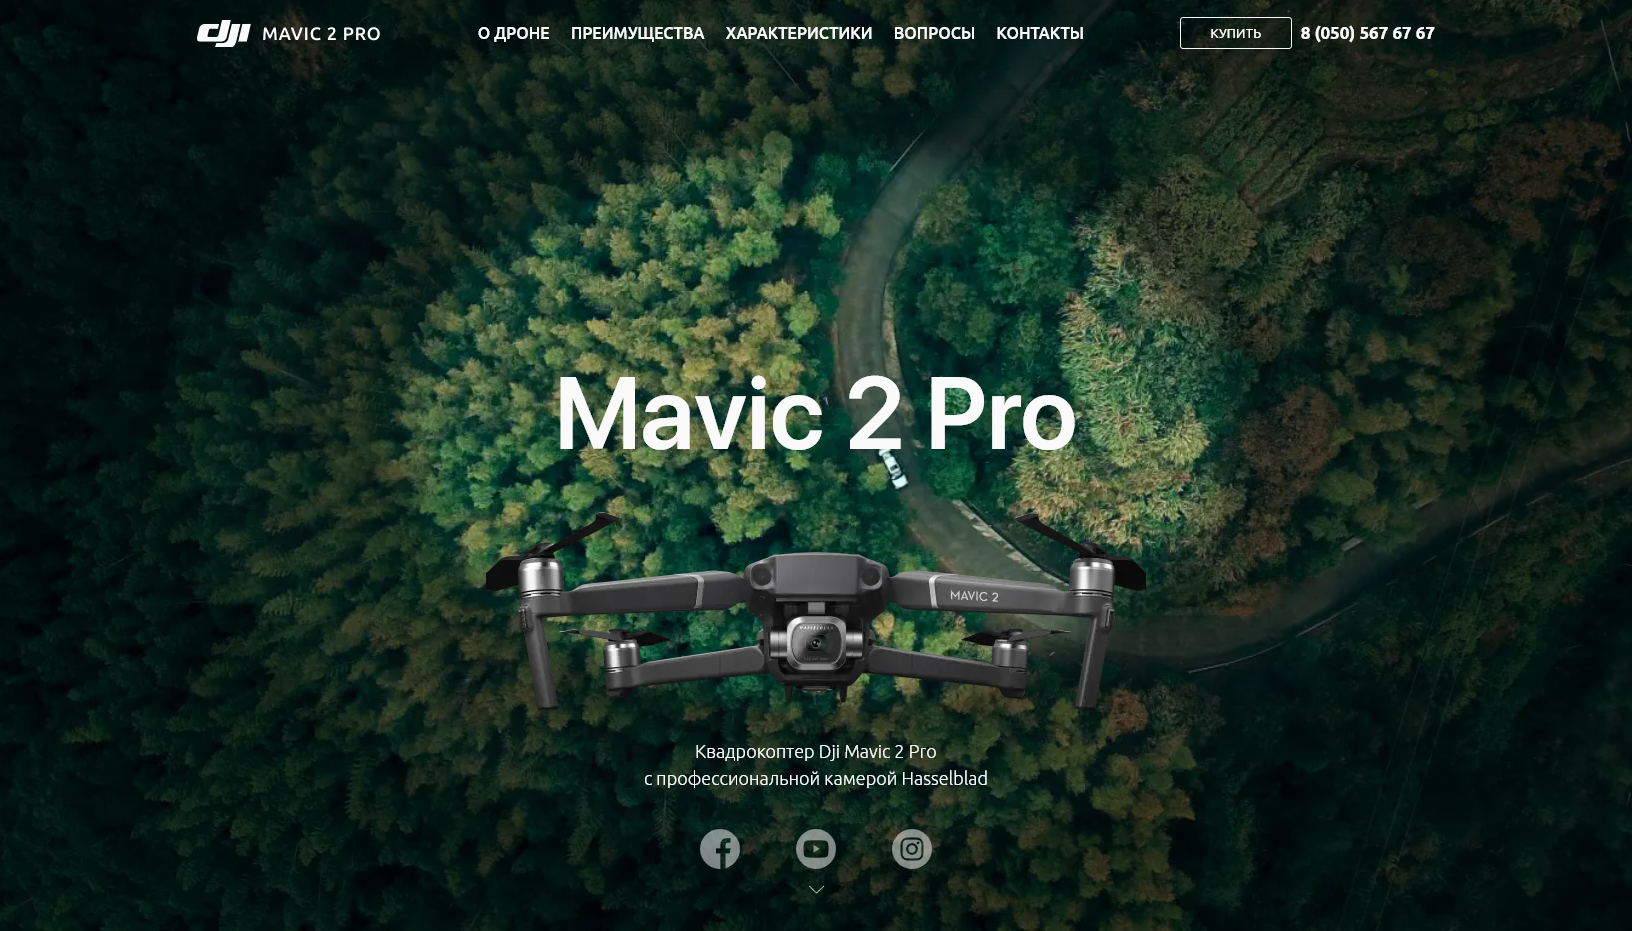 dji MAVIC 2 PRO
О ДРОНЕ ПРЕИМУЩЕСТВА ХАРАКТЕРИСТИКИ ВОПРОСЫ КОНТАКТЫ
КУПИТЬ 8 (050) 567 67 67
Mavic 2 Pro
MAVIC 2
HASSELBLAD
Квадрокоптер Dji Mavic 2 Pro
с профессиональной камерой Hasselblad